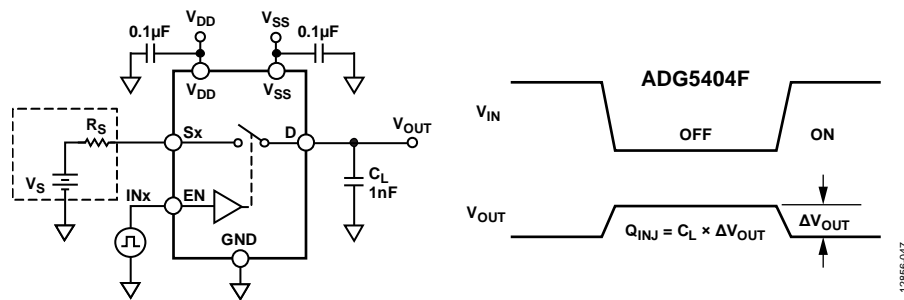 VDD
VSS
0.1µF
0.1µF
VDD
VSS
ADG5404F
RS
Sx
D
VOUT
VIN
OFF
ON
VS
CL
1nF
INx
EN
VOUT
QINJ = CL × ΔVOUT
ΔVOUT
GND
12856-047